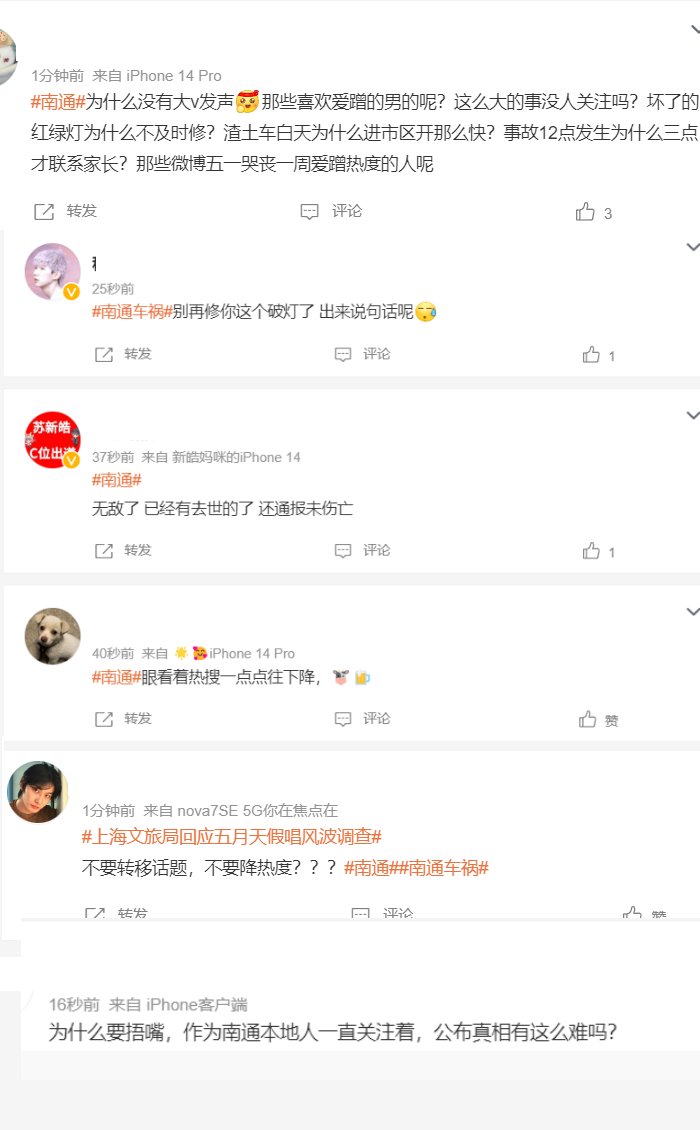 1分钟前 来自 iPhone 14 Pro
#南通#为什么没有大v发声 那些喜欢爱蹭的男的呢？这么大的事没人关注吗？坏了的
红绿灯为什么不及时修？渣土车白天为什么进市区开那么快？事故12点发生为什么三点
才联系家长？那些微博五一哭丧一周爱蹭热度的人呢
转发 评论 3
25秒前
#南通车祸#别再修你这个破灯了 出来说句话呢
转发 评论 1
苏新皓
C位出道
37秒前 来自 新皓妈咪的iPhone 14
#南通#
无敌了 已经有去世的了 还通报未伤亡
转发 评论 1
40秒前 来自 iPhone 14 Pro
#南通#眼看着热搜一点点往下降，
转发 评论 赞
1分钟前 来自 nova7SE 5G你在焦点在
#上海文旅局回应五月天假唱风波调查#
不要转移话题，不要降热度？？？#南通##南通车祸#
转发 评论 赞
16秒前 来自 iPhone客户端
为什么要捂嘴，作为南通本地人一直关注着，公布真相有这么难吗？